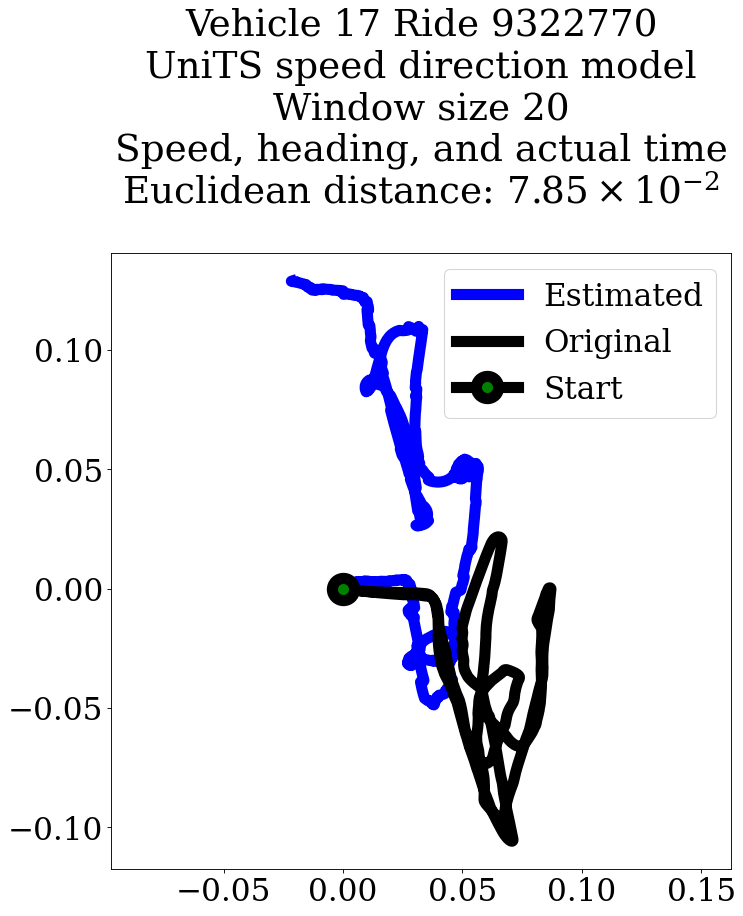 Vehicle 17 Ride 9322770
UniTS speed direction model
Window size 20
Speed, heading, and actual time
Euclidean distance: 7.85 × 10⁻²
Estimated
Original
Start
0.10
0.05
0.00
−0.05
−0.10
−0.05 0.00 0.05 0.10 0.15